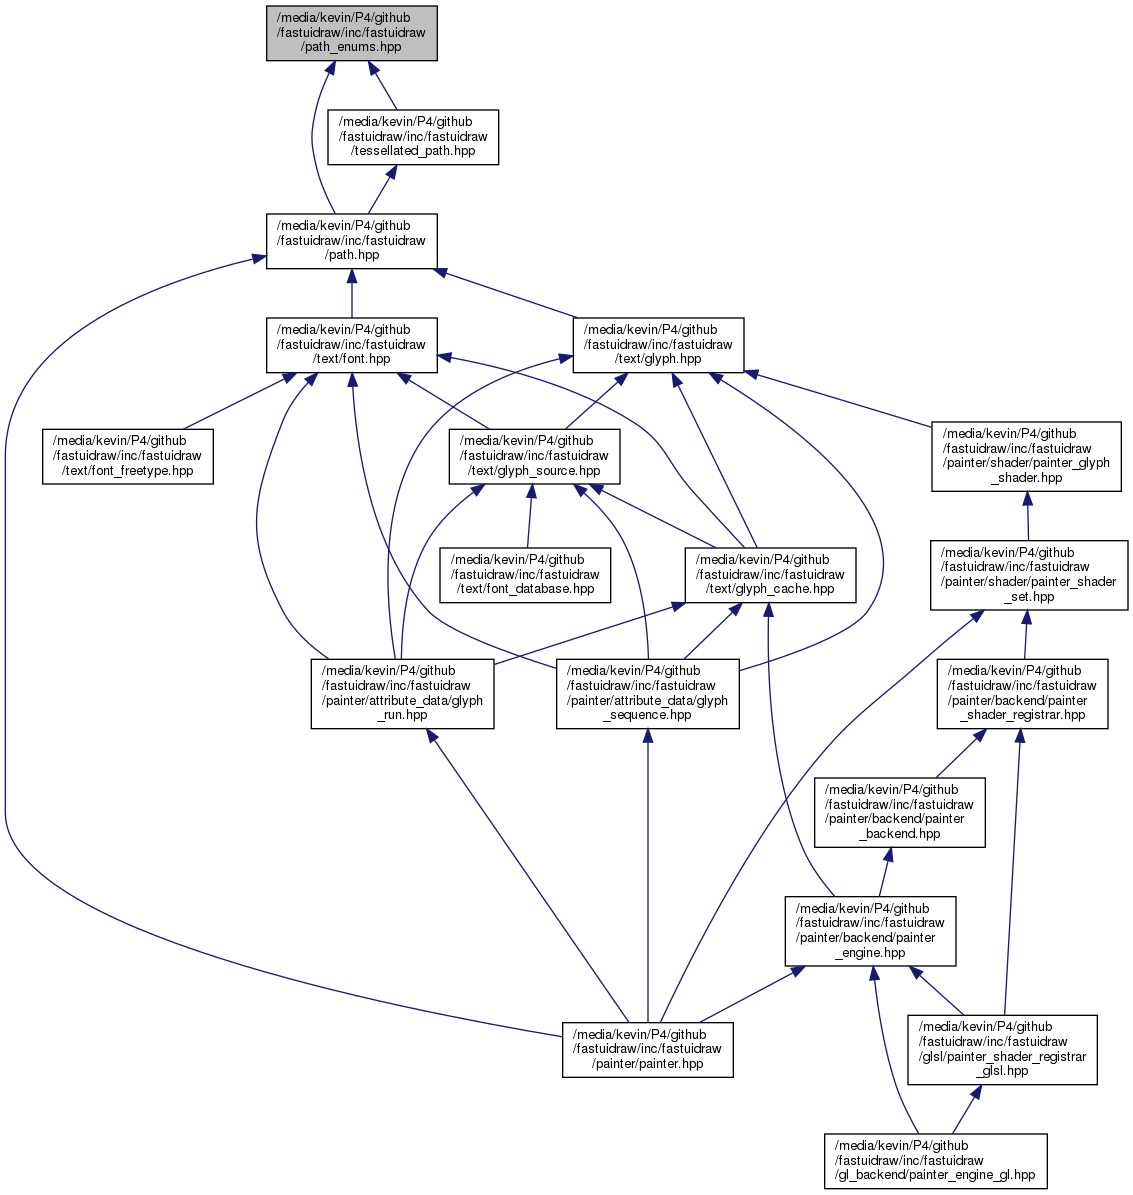 /media/kevin/P4/github
/fastuidraw/inc/fastuidraw
/path_enums.hpp
/media/kevin/P4/github
/fastuidraw/inc/fastuidraw
/tessellated_path.hpp
/media/kevin/P4/github
/fastuidraw/inc/fastuidraw
/path.hpp
/media/kevin/P4/github
/fastuidraw/inc/fastuidraw
/text/font.hpp
/media/kevin/P4/github
/fastuidraw/inc/fastuidraw
/text/glyph.hpp
/media/kevin/P4/github
/fastuidraw/inc/fastuidraw
/text/font_freetype.hpp
/media/kevin/P4/github
/fastuidraw/inc/fastuidraw
/text/glyph_source.hpp
/media/kevin/P4/github
/fastuidraw/inc/fastuidraw
/painter/shader/painter_glyph
_shader.hpp
/media/kevin/P4/github
/fastuidraw/inc/fastuidraw
/text/font_database.hpp
/media/kevin/P4/github
/fastuidraw/inc/fastuidraw
/text/glyph_cache.hpp
/media/kevin/P4/github
/fastuidraw/inc/fastuidraw
/painter/shader/painter_shader
_set.hpp
/media/kevin/P4/github
/fastuidraw/inc/fastuidraw
/painter/attribute_data/glyph
_run.hpp
/media/kevin/P4/github
/fastuidraw/inc/fastuidraw
/painter/attribute_data/glyph
_sequence.hpp
/media/kevin/P4/github
/fastuidraw/inc/fastuidraw
/painter/backend/painter
_shader_registrar.hpp
/media/kevin/P4/github
/fastuidraw/inc/fastuidraw
/painter/backend/painter
_backend.hpp
/media/kevin/P4/github
/fastuidraw/inc/fastuidraw
/painter/backend/painter
_engine.hpp
/media/kevin/P4/github
/fastuidraw/inc/fastuidraw
/painter/painter.hpp
/media/kevin/P4/github
/fastuidraw/inc/fastuidraw
/glsl/painter_shader_registrar
_glsl.hpp
/media/kevin/P4/github
/fastuidraw/inc/fastuidraw
/gl_backend/painter_engine_gl.hpp